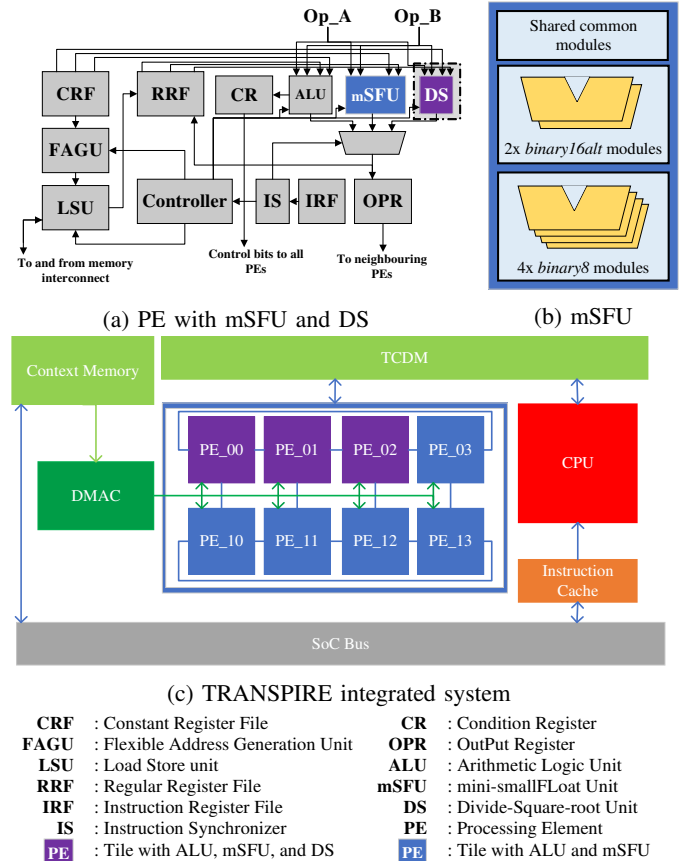 Op_A Op_B
CRF RRF CR ALU mSFU DS
FAGU
LSU Controller IS IRF OPR
To and from memory
interconnect
Control bits to all
PEs
To neighbouring
PEs
(a) PE with mSFU and DS
Shared common
modules
2x binary16alt modules
4x binary8 modules
(b) mSFU
Context Memory
TCDM
PE_00 PE_01 PE_02 PE_03
CPU
DMAC
PE_10 PE_11 PE_12 PE_13
Instruction
Cache
SoC Bus
(c) TRANSPIRE integrated system
CRF : Constant Register File
FAGU : Flexible Address Generation Unit
LSU : Load Store unit
RRF : Regular Register File
IRF : Instruction Register File
IS : Instruction Synchronizer
PE : Tile with ALU, mSFU, and DS
CR : Condition Register
OPR : OutPut Register
ALU : Arithmetic Logic Unit
mSFU : mini-smallFLoat Unit
DS : Divide-Square-root Unit
PE : Processing Element
PE : Tile with ALU and mSFU